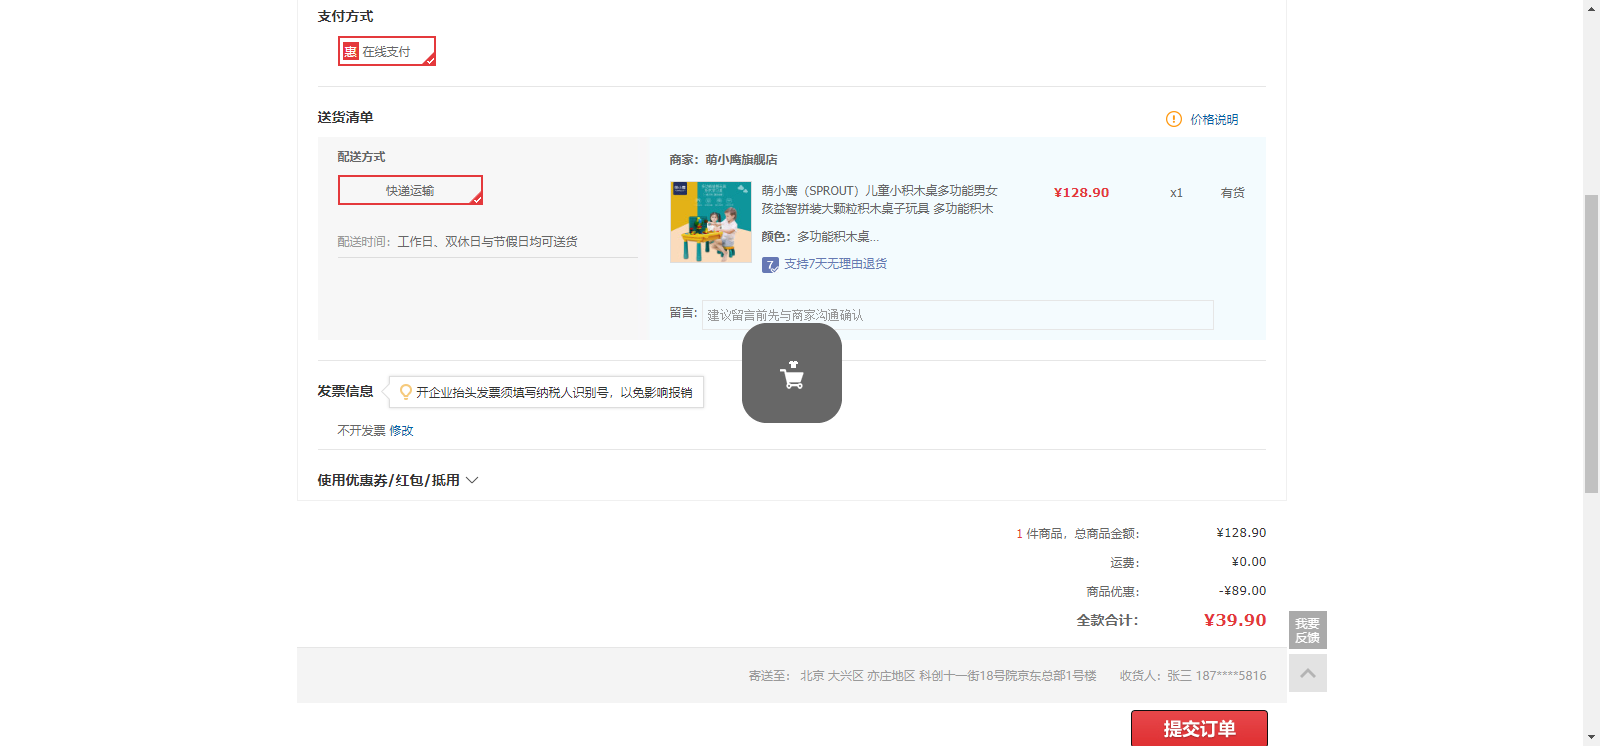 支付方式
惠 在线支付
送货清单
价格说明
配送方式
快递运输
配送时间：工作日、双休日与节假日均可送货
商家：萌小鹰旗舰店
萌小鹰（SPROUT）儿童小积木桌多功能男女
孩益智拼装大颗粒积木桌子玩具 多功能积木
¥128.90
x1
有货
颜色：多功能积木桌...
7 支持7天无理由退货
留言：
建议留言前先与商家沟通确认
发票信息
开企业抬头发票须填写纳税人识别号，以免影响报销
不开发票 修改
使用优惠券/红包/抵用
1 件商品，总商品金额： ¥128.90
运费： ¥0.00
商品优惠： -¥89.00
全款合计： ¥39.90
我要
反馈
寄送至： 北京 大兴区 亦庄地区 科创十一街18号院京东总部1号楼 收货人：张三 187****5816
提交订单